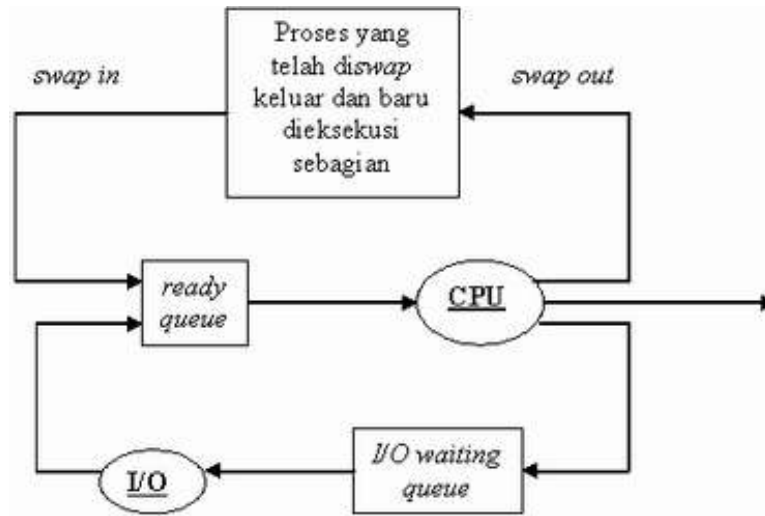 Proses yang
telah diswap
keluar dan baru
dieksekusi
sebagian
swap in
swap out
ready
queue
CPU
I/O waiting
queue
I/O